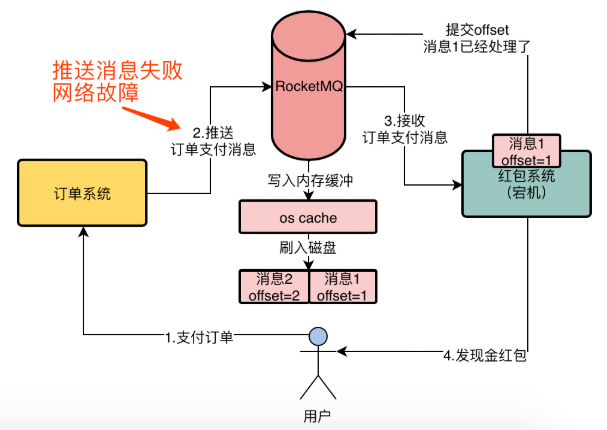 提交offset
消息1已经处理了
推送消息失败
网络故障
RocketMQ
2.推送
订单支付消息
3.接收
订单支付消息
消息1
offset=1
红包系统
（宕机）
订单系统
写入内存缓冲
os cache
刷入磁盘
消息2
offset=2
消息1
offset=1
1.支付订单
4.发现金红包
用户